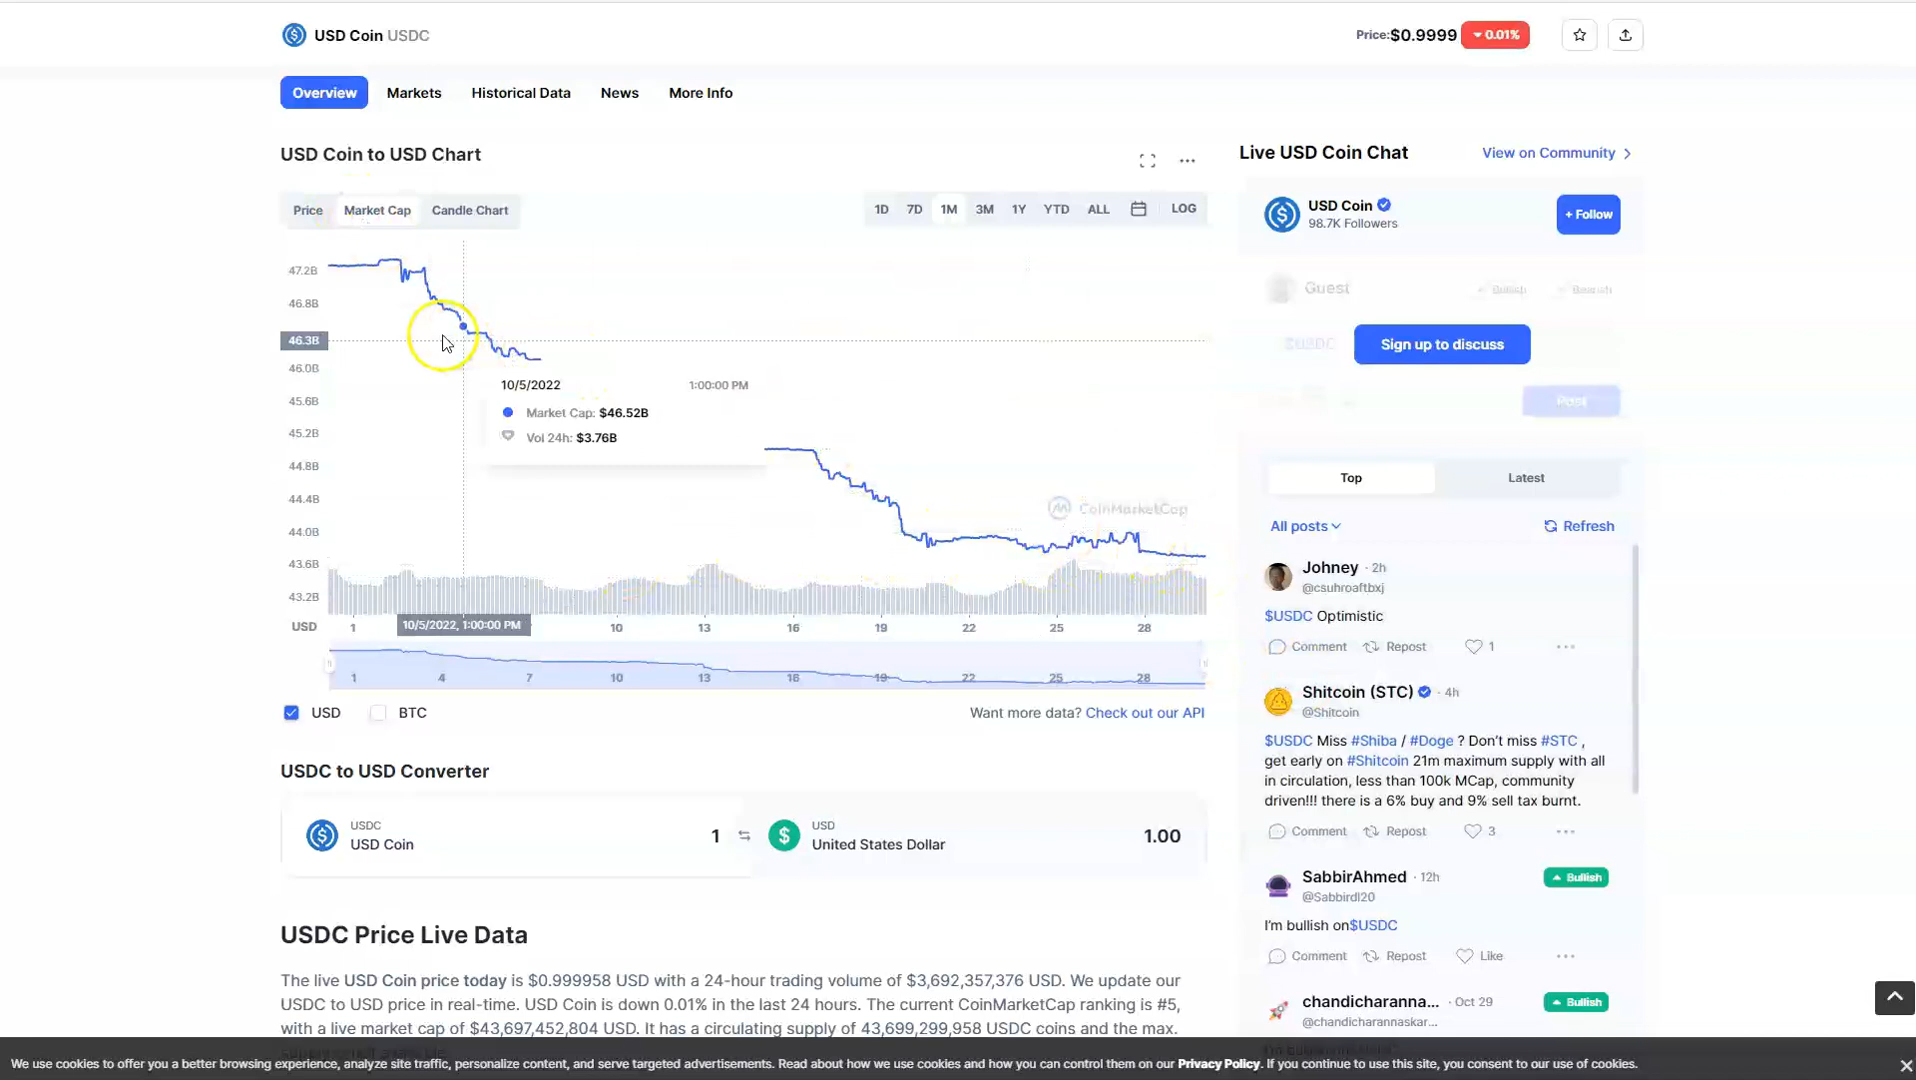 USD Coin USDC
Price:$0.9999 0.01%
Overview Markets Historical Data News More Info
USD Coin to USD Chart
Price Market Cap Candle Chart
1D 7D 1M 3M 1Y YTD ALL LOG
47.2B
46.8B
46.3B
46.0B
45.6B
45.2B
44.8B
44.4B
44.0B
43.6B
43.2B
10/5/2022 1:00:00 PM
Market Cap: $46.52B
Vol 24h: $3.76B
CoinMarketCap
USD 1 10/5/2022, 1:00:00 PM 10 13 16 19 22 25 28
1 4 7 10 13 16 19 22 25 28
USD BTC
Want more data? Check out our API
USDC to USD Converter
USDC
USD Coin
1
USD
United States Dollar
1.00
USDC Price Live Data
The live USD Coin price today is $0.999958 USD with a 24-hour trading volume of $3,692,357,376 USD. We update our
USDC to USD price in real-time. USD Coin is down 0.01% in the last 24 hours. The current CoinMarketCap ranking is #5,
with a live market cap of $43,697,452,804 USD. It has a circulating supply of 43,699,299,958 USDC coins and the max.
Live USD Coin Chat
View on Community
USD Coin
98.7K Followers
+ Follow
Guest
Bullish Bearish
$USDC
Sign up to discuss
Post
Top Latest
All posts
Refresh
Johney · 2h
@csuhroaftbxj
$USDC Optimistic
Comment Repost 1
Shitcoin (STC) · 4h
@Shitcoin
$USDC Miss #Shiba / #Doge ? Don't miss #STC ,
get early on #Shitcoin 21m maximum supply with all
in circulation, less than 100k MCap, community
driven!!! there is a 6% buy and 9% sell tax burnt.
Comment Repost 3
SabbirAhmed · 12h
@Sabbirdl20
Bullish
I'm bullish on$USDC
Comment Repost Like
chandicharanna... · Oct 29
@chandicharannaskar...
Bullish
We use cookies to offer you a better browsing experience, analyze site traffic, personalize content, and serve targeted advertisements. Read about how we use cookies and how you can control them on our Privacy Policy. If you continue to use this site, you consent to our use of cookies.